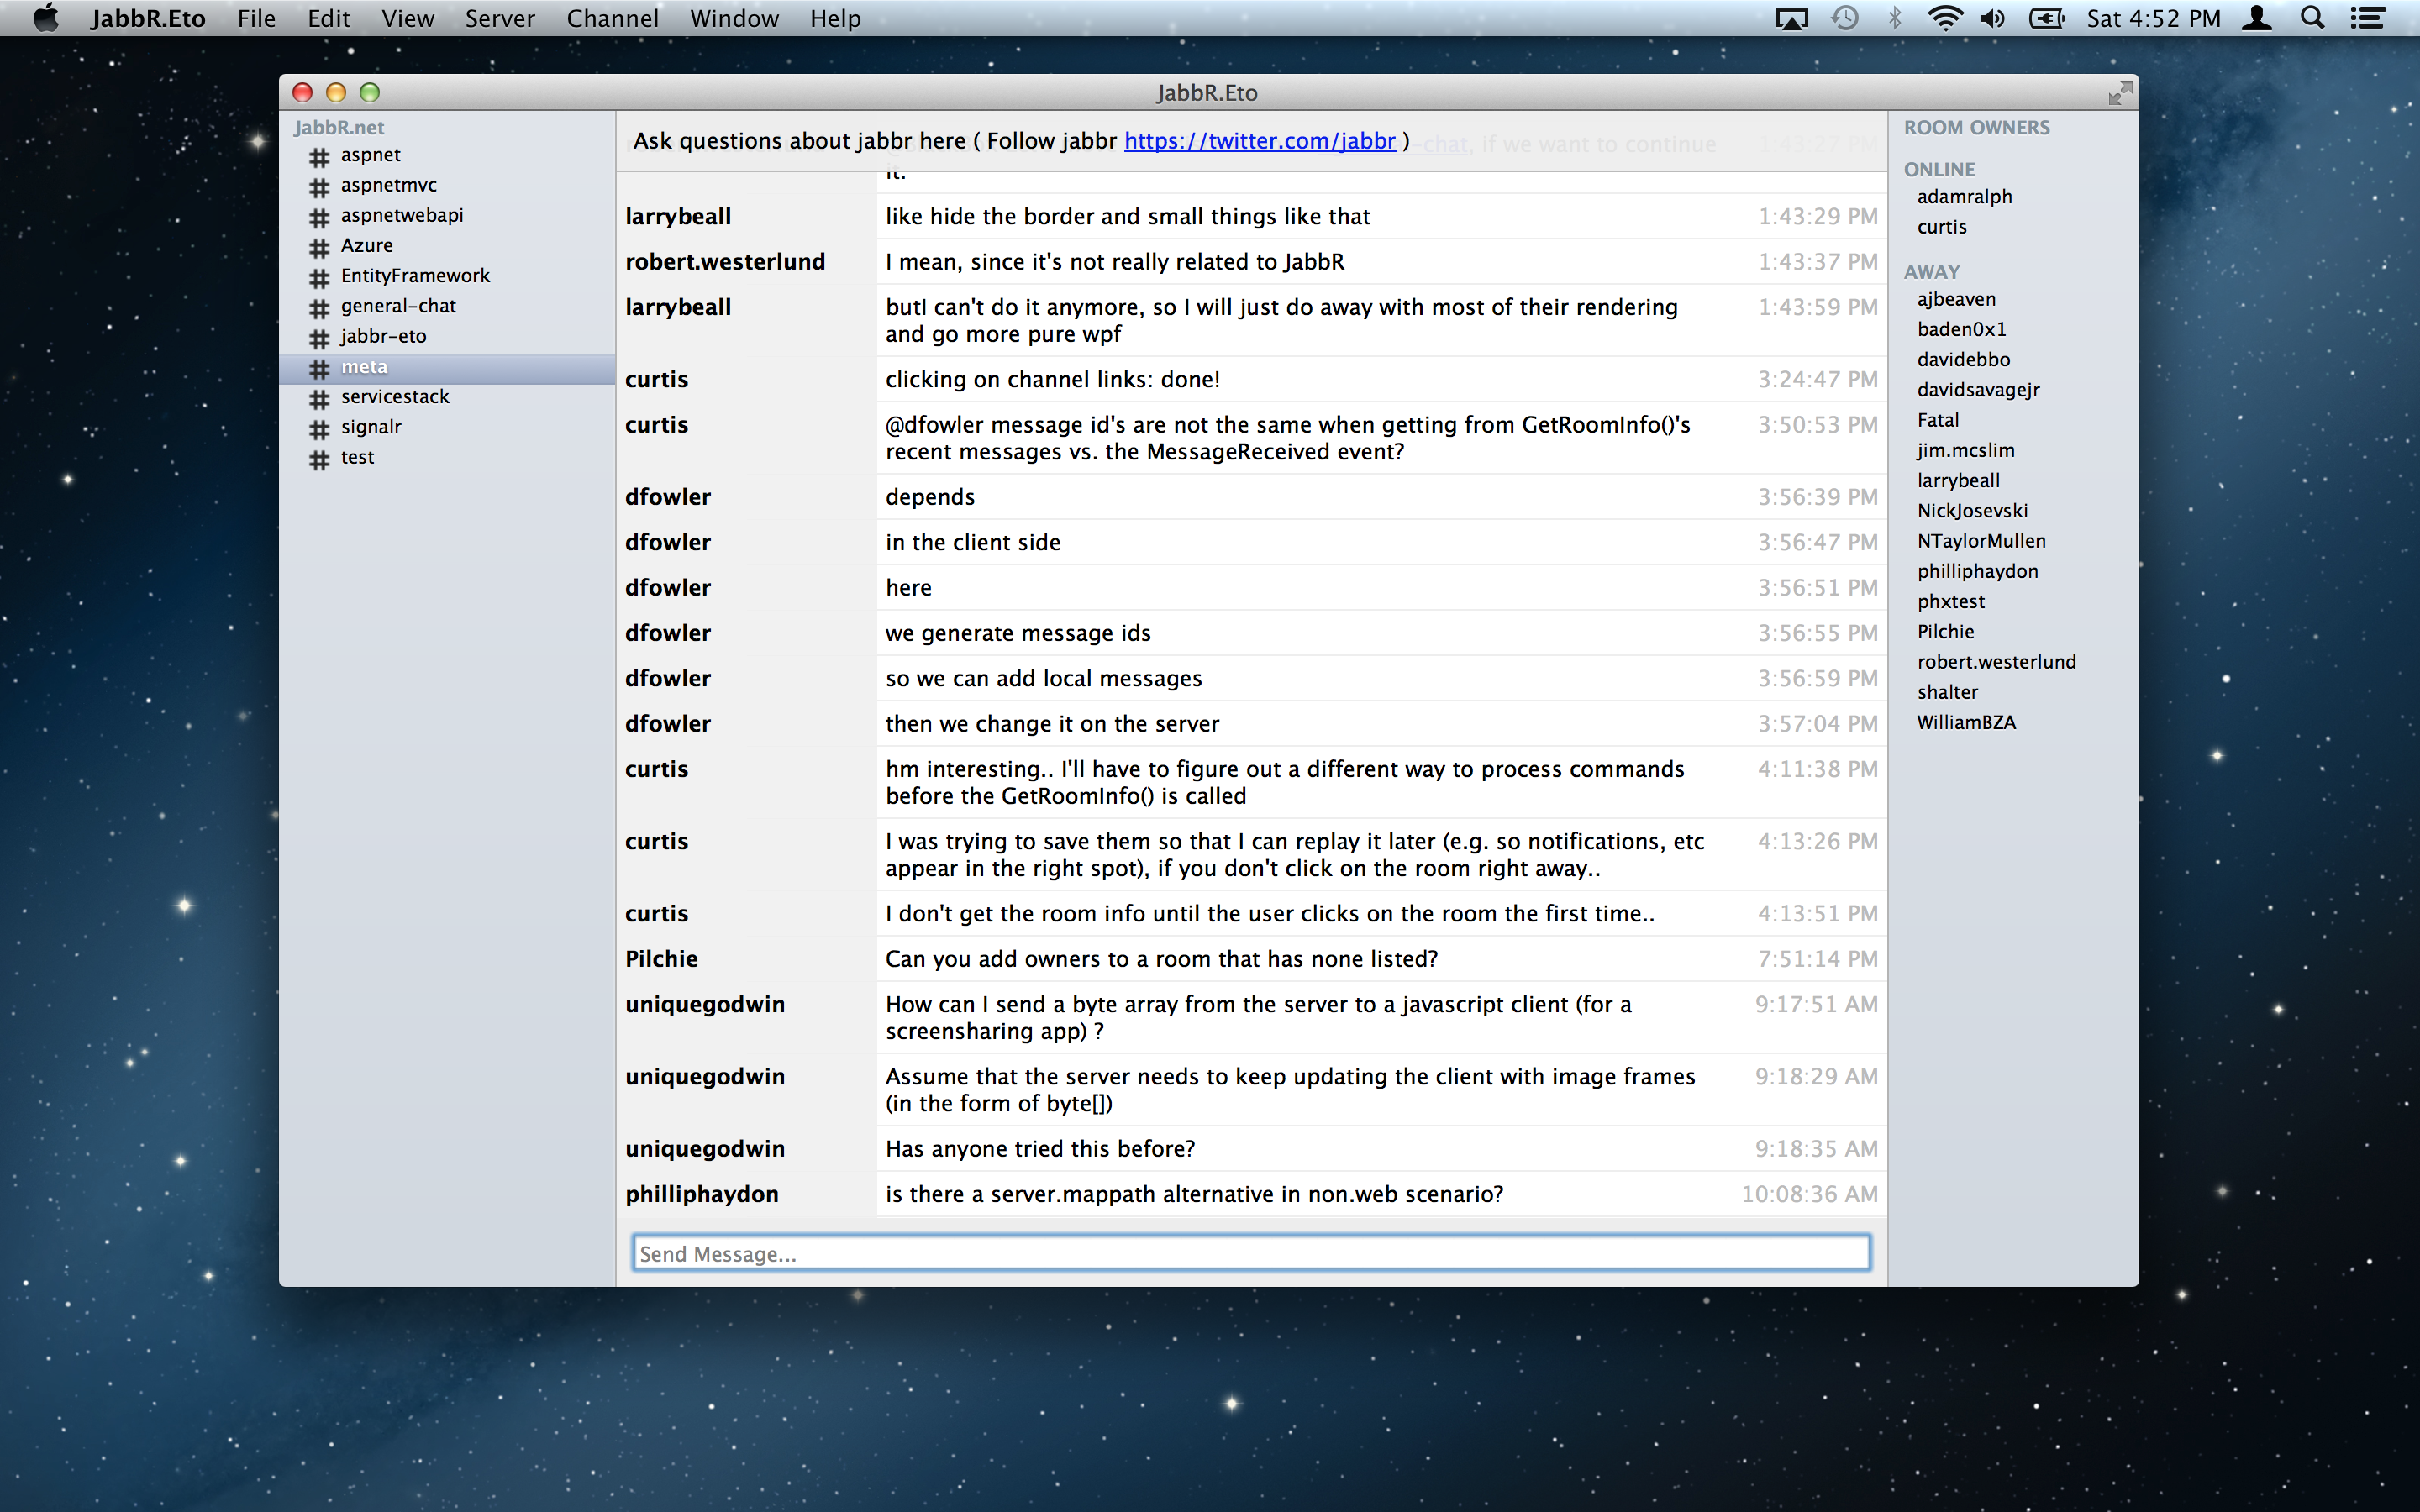 JabbR.Eto File Edit View Server Channel Window Help Sat 4:52 PM
JabbR.Eto
JabbR.net
# aspnet
# aspnetmvc
# aspnetwebapi
# Azure
# EntityFramework
# general-chat
# jabbr-eto
# meta
# servicestack
# signalr
# test
Ask questions about jabbr here ( Follow jabbr https://twitter.com/jabbr )
-chat, if we want to continue 1:43:27 PM
it.
larrybeall like hide the border and small things like that 1:43:29 PM
robert.westerlund I mean, since it's not really related to JabbR 1:43:37 PM
larrybeall butI can't do it anymore, so I will just do away with most of their rendering 1:43:59 PM
and go more pure wpf
curtis clicking on channel links: done! 3:24:47 PM
curtis @dfowler message id's are not the same when getting from GetRoomInfo()'s 3:50:53 PM
recent messages vs. the MessageReceived event?
dfowler depends 3:56:39 PM
dfowler in the client side 3:56:47 PM
dfowler here 3:56:51 PM
dfowler we generate message ids 3:56:55 PM
dfowler so we can add local messages 3:56:59 PM
dfowler then we change it on the server 3:57:04 PM
curtis hm interesting.. I'll have to figure out a different way to process commands 4:11:38 PM
before the GetRoomInfo() is called
curtis I was trying to save them so that I can replay it later (e.g. so notifications, etc 4:13:26 PM
appear in the right spot), if you don't click on the room right away..
curtis I don't get the room info until the user clicks on the room the first time.. 4:13:51 PM
Pilchie Can you add owners to a room that has none listed? 7:51:14 PM
uniquegodwin How can I send a byte array from the server to a javascript client (for a 9:17:51 AM
screensharing app) ?
uniquegodwin Assume that the server needs to keep updating the client with image frames 9:18:29 AM
(in the form of byte[])
uniquegodwin Has anyone tried this before? 9:18:35 AM
philliphaydon is there a server.mappath alternative in non.web scenario? 10:08:36 AM
Send Message...
ROOM OWNERS
ONLINE
adamralph
curtis
AWAY
ajbeaven
baden0x1
davidebbo
davidsavagejr
Fatal
jim.mcslim
larrybeall
NickJosevski
NTaylorMullen
philliphaydon
phxtest
Pilchie
robert.westerlund
shalter
WilliamBZA